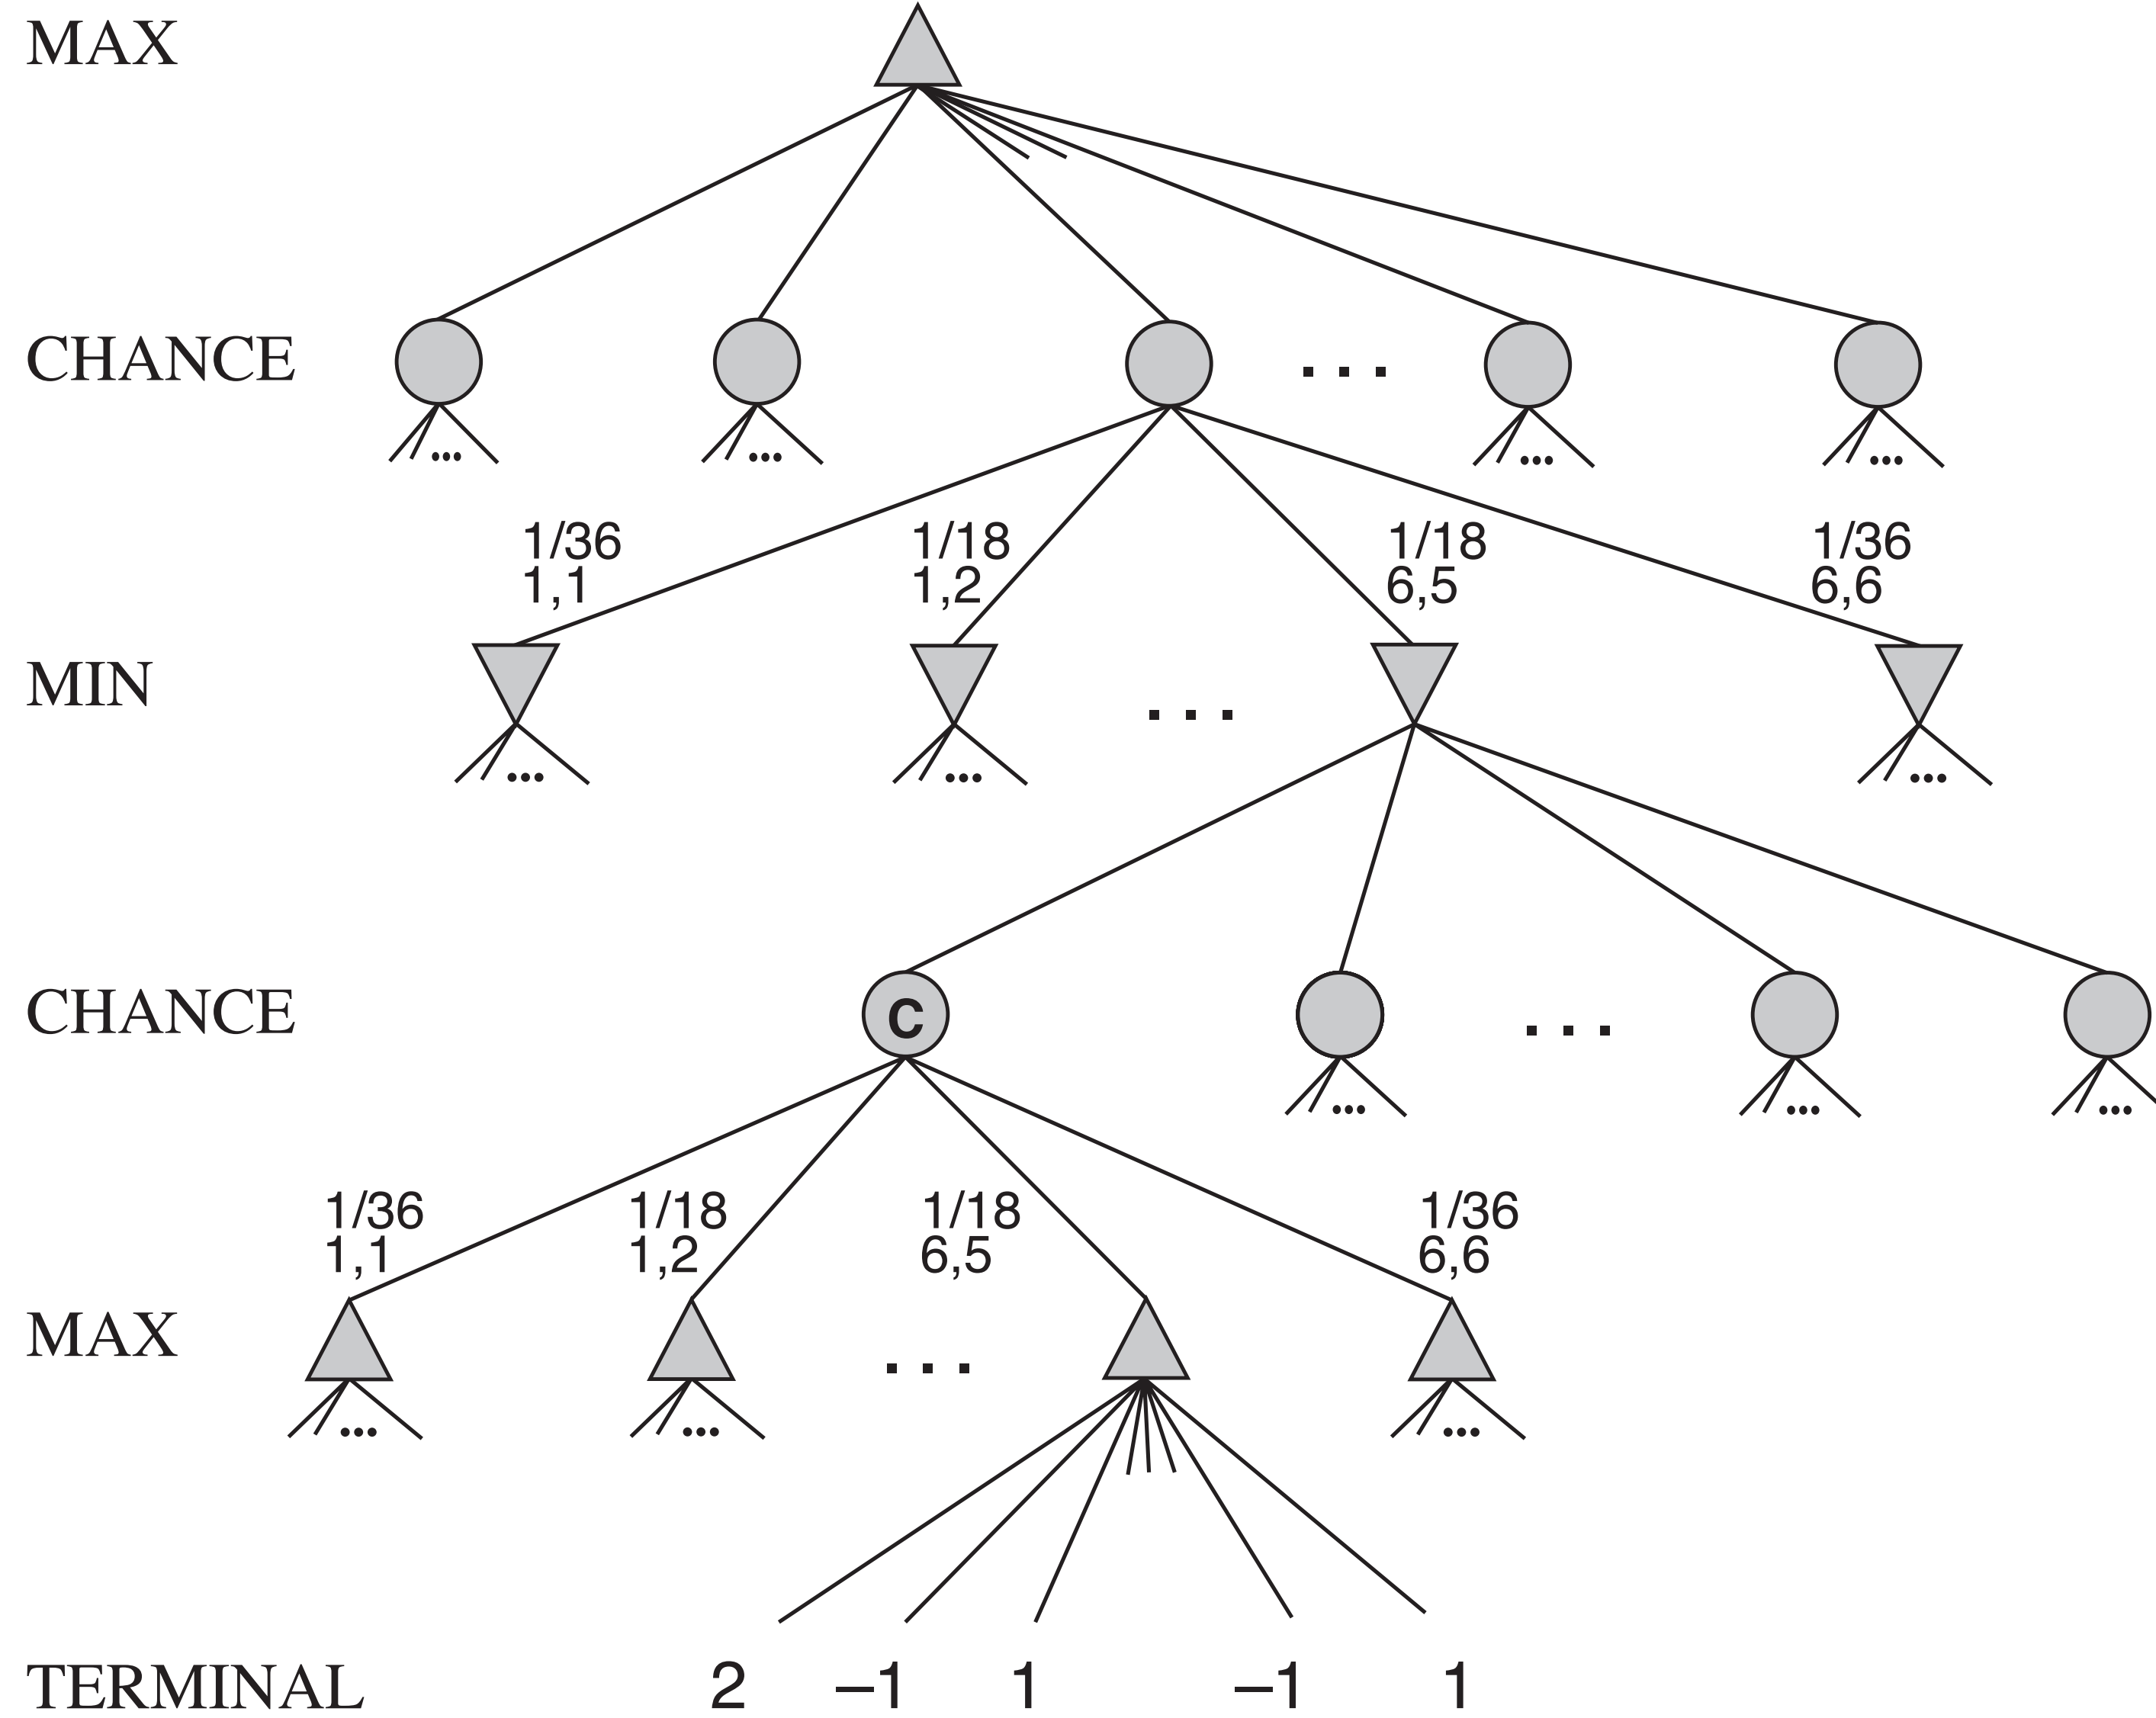 MAX
CHANCE
1/36 1/18 1/18 1/36
1,1 1,2 6,5 6,6
MIN
CHANCE
C
1/36 1/18 1/18 1/36
1,1 1,2 6,5 6,6
MAX
TERMINAL 2 –1 1 –1 1